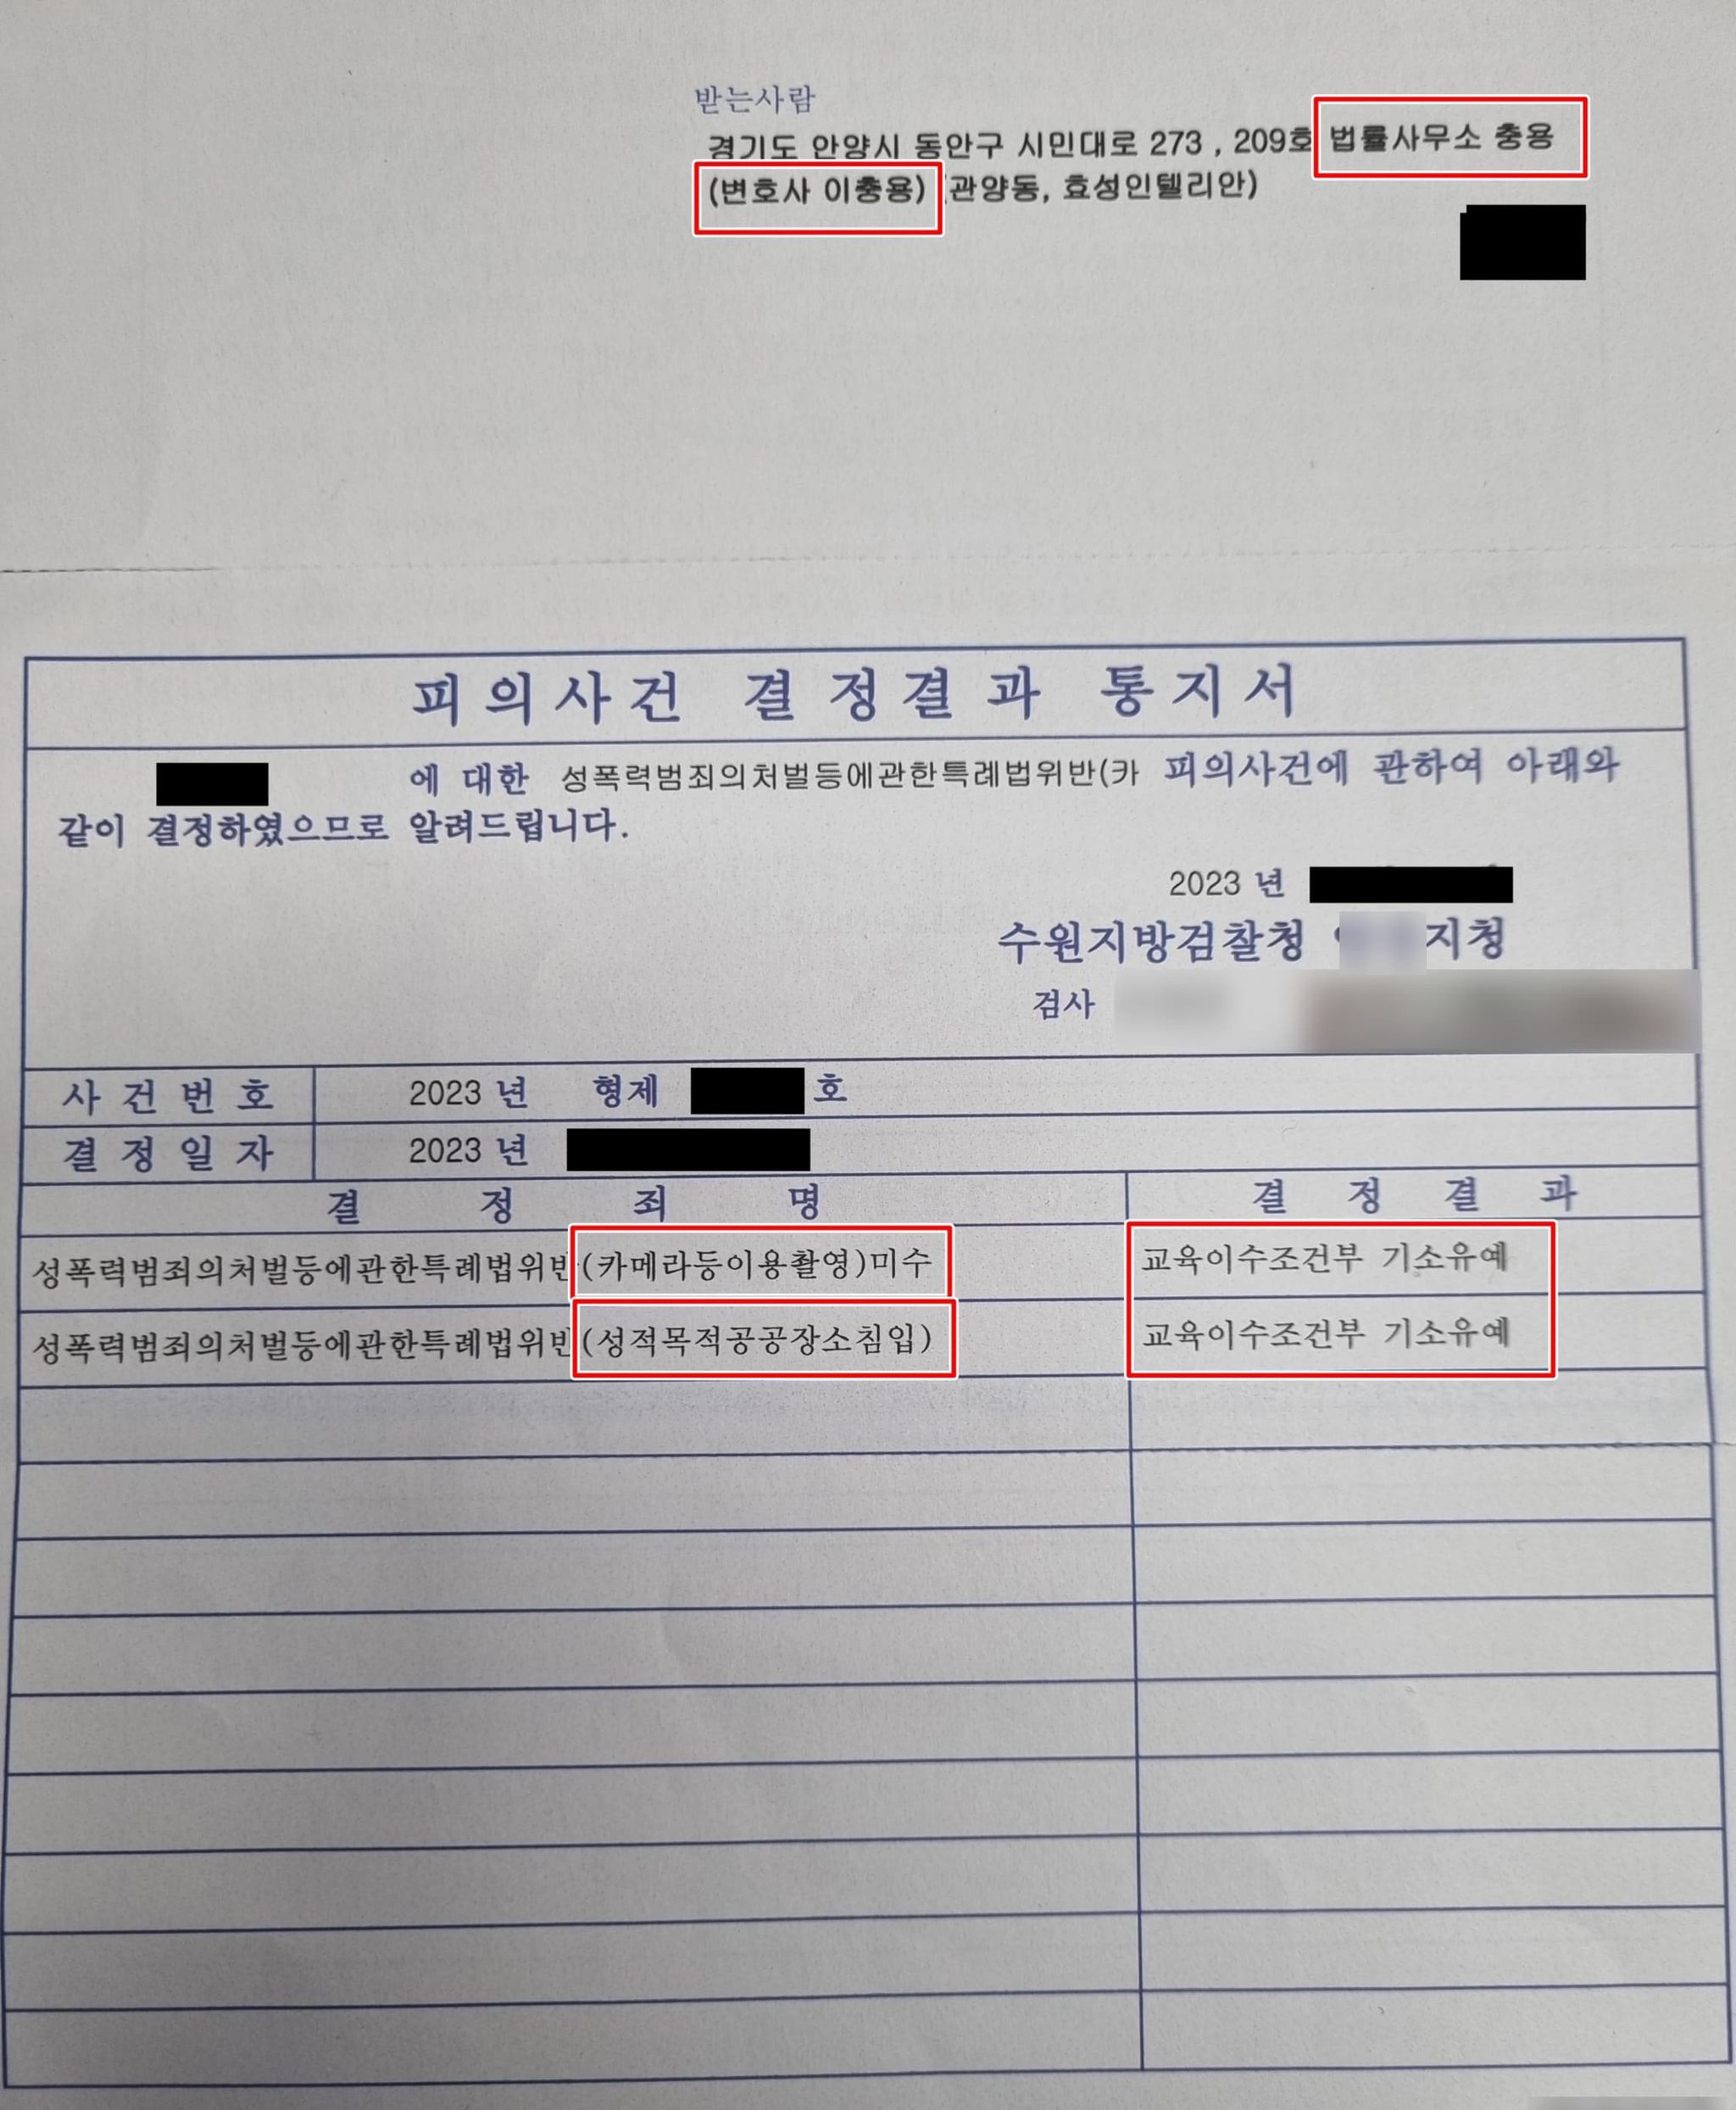 받는사람
경기도 안양시 동안구 시민대로 273 , 209호 법률사무소 충용
(변호사 이충용) (관양동, 효성인텔리안)
피의사건 결정결과 통지서
에 대한 성폭력범죄의처벌등에관한특례법위반(카 피의사건에 관하여 아래와
같이 결정하였으므로 알려드립니다.
2023 년
수원지방검찰청 지청
검사
사건번호 2023 년 형제 호
결정일자 2023 년
결정죄명 결정결과
성폭력범죄의처벌등에관한특례법위반(카메라등이용촬영)미수 교육이수조건부 기소유예
성폭력범죄의처벌등에관한특례법위반(성적목적공공장소침입) 교육이수조건부 기소유예